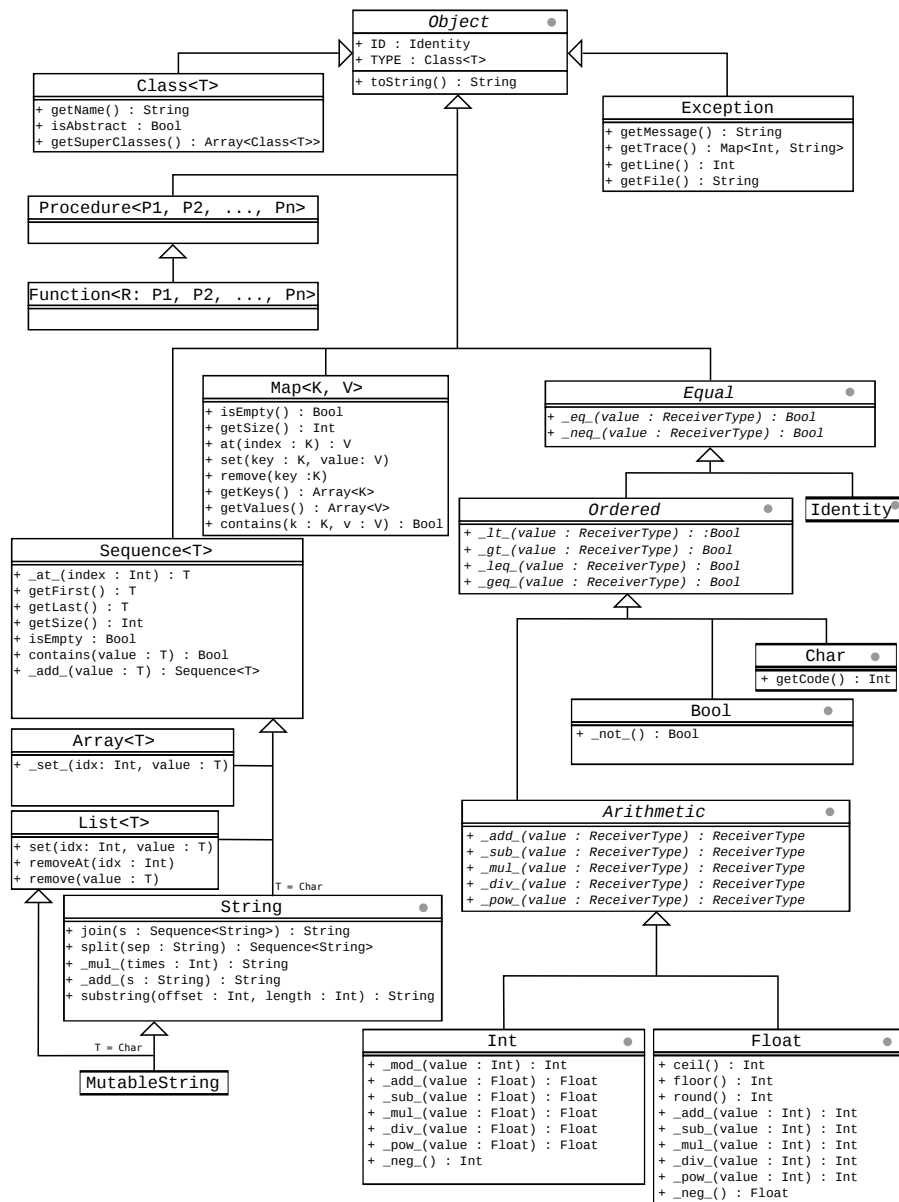 Object
+ ID : Identity
+ TYPE : Class<T>
+ toString() : String
Class<T>
+ getName() : String
+ isAbstract : Bool
+ getSuperClasses() : Array<Class<T>>
Exception
+ getMessage() : String
+ getTrace() : Map<Int, String>
+ getLine() : Int
+ getFile() : String
Procedure<P1, P2, ..., Pn>
Function<R: P1, P2, ..., Pn>
Map<K, V>
+ isEmpty() : Bool
+ getSize() : Int
+ at(index : K) : V
+ set(key : K, value: V)
+ remove(key :K)
+ getKeys() : Array<K>
+ getValues() : Array<V>
+ contains(k : K, v : V) : Bool
Equal
+ _eq_(value : ReceiverType) : Bool
+ _neq_(value : ReceiverType) : Bool
Ordered
+ _lt_(value : ReceiverType) : :Bool
+ _gt_(value : ReceiverType) : Bool
+ _leq_(value : ReceiverType) : Bool
+ _geq_(value : ReceiverType) : Bool
Identity
Sequence<T>
+ _at_(index : Int) : T
+ getFirst() : T
+ getLast() : T
+ getSize() : Int
+ isEmpty : Bool
+ contains(value : T) : Bool
+ _add_(value : T) : Sequence<T>
Char
+ getCode() : Int
Bool
+ _not_() : Bool
Array<T>
+ _set_(idx: Int, value : T)
List<T>
+ set(idx: Int, value : T)
+ removeAt(idx : Int)
+ remove(value : T)
Arithmetic
+ _add_(value : ReceiverType) : ReceiverType
+ _sub_(value : ReceiverType) : ReceiverType
+ _mul_(value : ReceiverType) : ReceiverType
+ _div_(value : ReceiverType) : ReceiverType
+ _pow_(value : ReceiverType) : ReceiverType
T = Char
String
+ join(s : Sequence<String>) : String
+ split(sep : String) : Sequence<String>
+ _mul_(times : Int) : String
+ _add_(s : String) : String
+ substring(offset : Int, length : Int) : String
T = Char
MutableString
Int
+ _mod_(value : Int) : Int
+ _add_(value : Float) : Float
+ _sub_(value : Float) : Float
+ _mul_(value : Float) : Float
+ _div_(value : Float) : Float
+ _pow_(value : Float) : Float
+ _neg_() : Int
Float
+ ceil() : Int
+ floor() : Int
+ round() : Int
+ _add_(value : Int) : Int
+ _sub_(value : Int) : Int
+ _mul_(value : Int) : Int
+ _div_(value : Int) : Int
+ _pow_(value : Int) : Int
+ _neg_() : Float